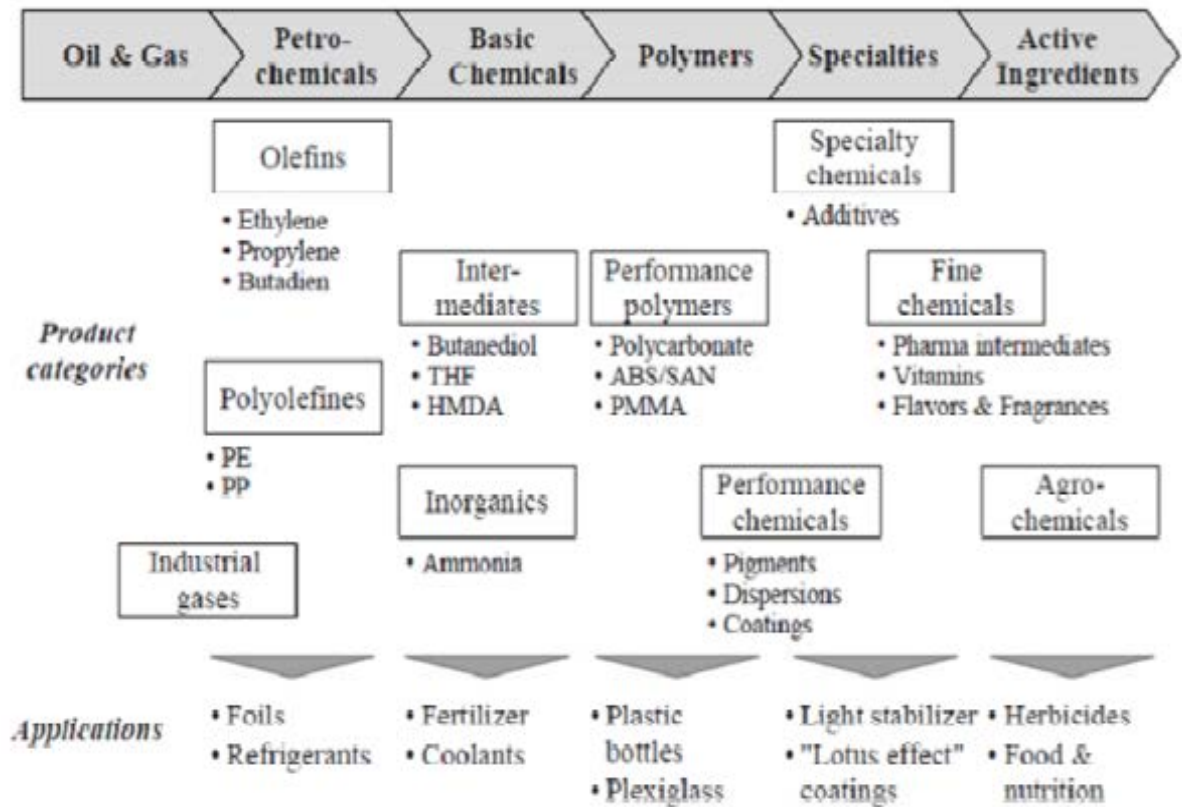 Oil & Gas
Petro-
chemicals
Basic
Chemicals
Polymers
Specialties
Active
Ingredients
Product
categories
Olefins
• Ethylene
• Propylene
• Butadien
Polyolefines
• PE
• PP
Industrial
gases
Inter-
mediates
• Butanediol
• THF
• HMDA
Inorganics
• Ammonia
Performance
polymers
• Polycarbonate
• ABS/SAN
• PMMA
Performance
chemicals
• Pigments
• Dispersions
• Coatings
Specialty
chemicals
• Additives
Fine
chemicals
• Pharma intermediates
• Vitamins
• Flavors & Fragrances
Agro-
chemicals
Applications
• Foils
• Refrigerants
• Fertilizer
• Coolants
• Plastic
bottles
• Plexiglass
• Light stabilizer
• "Lotus effect"
coatings
• Herbicides
• Food &
nutrition